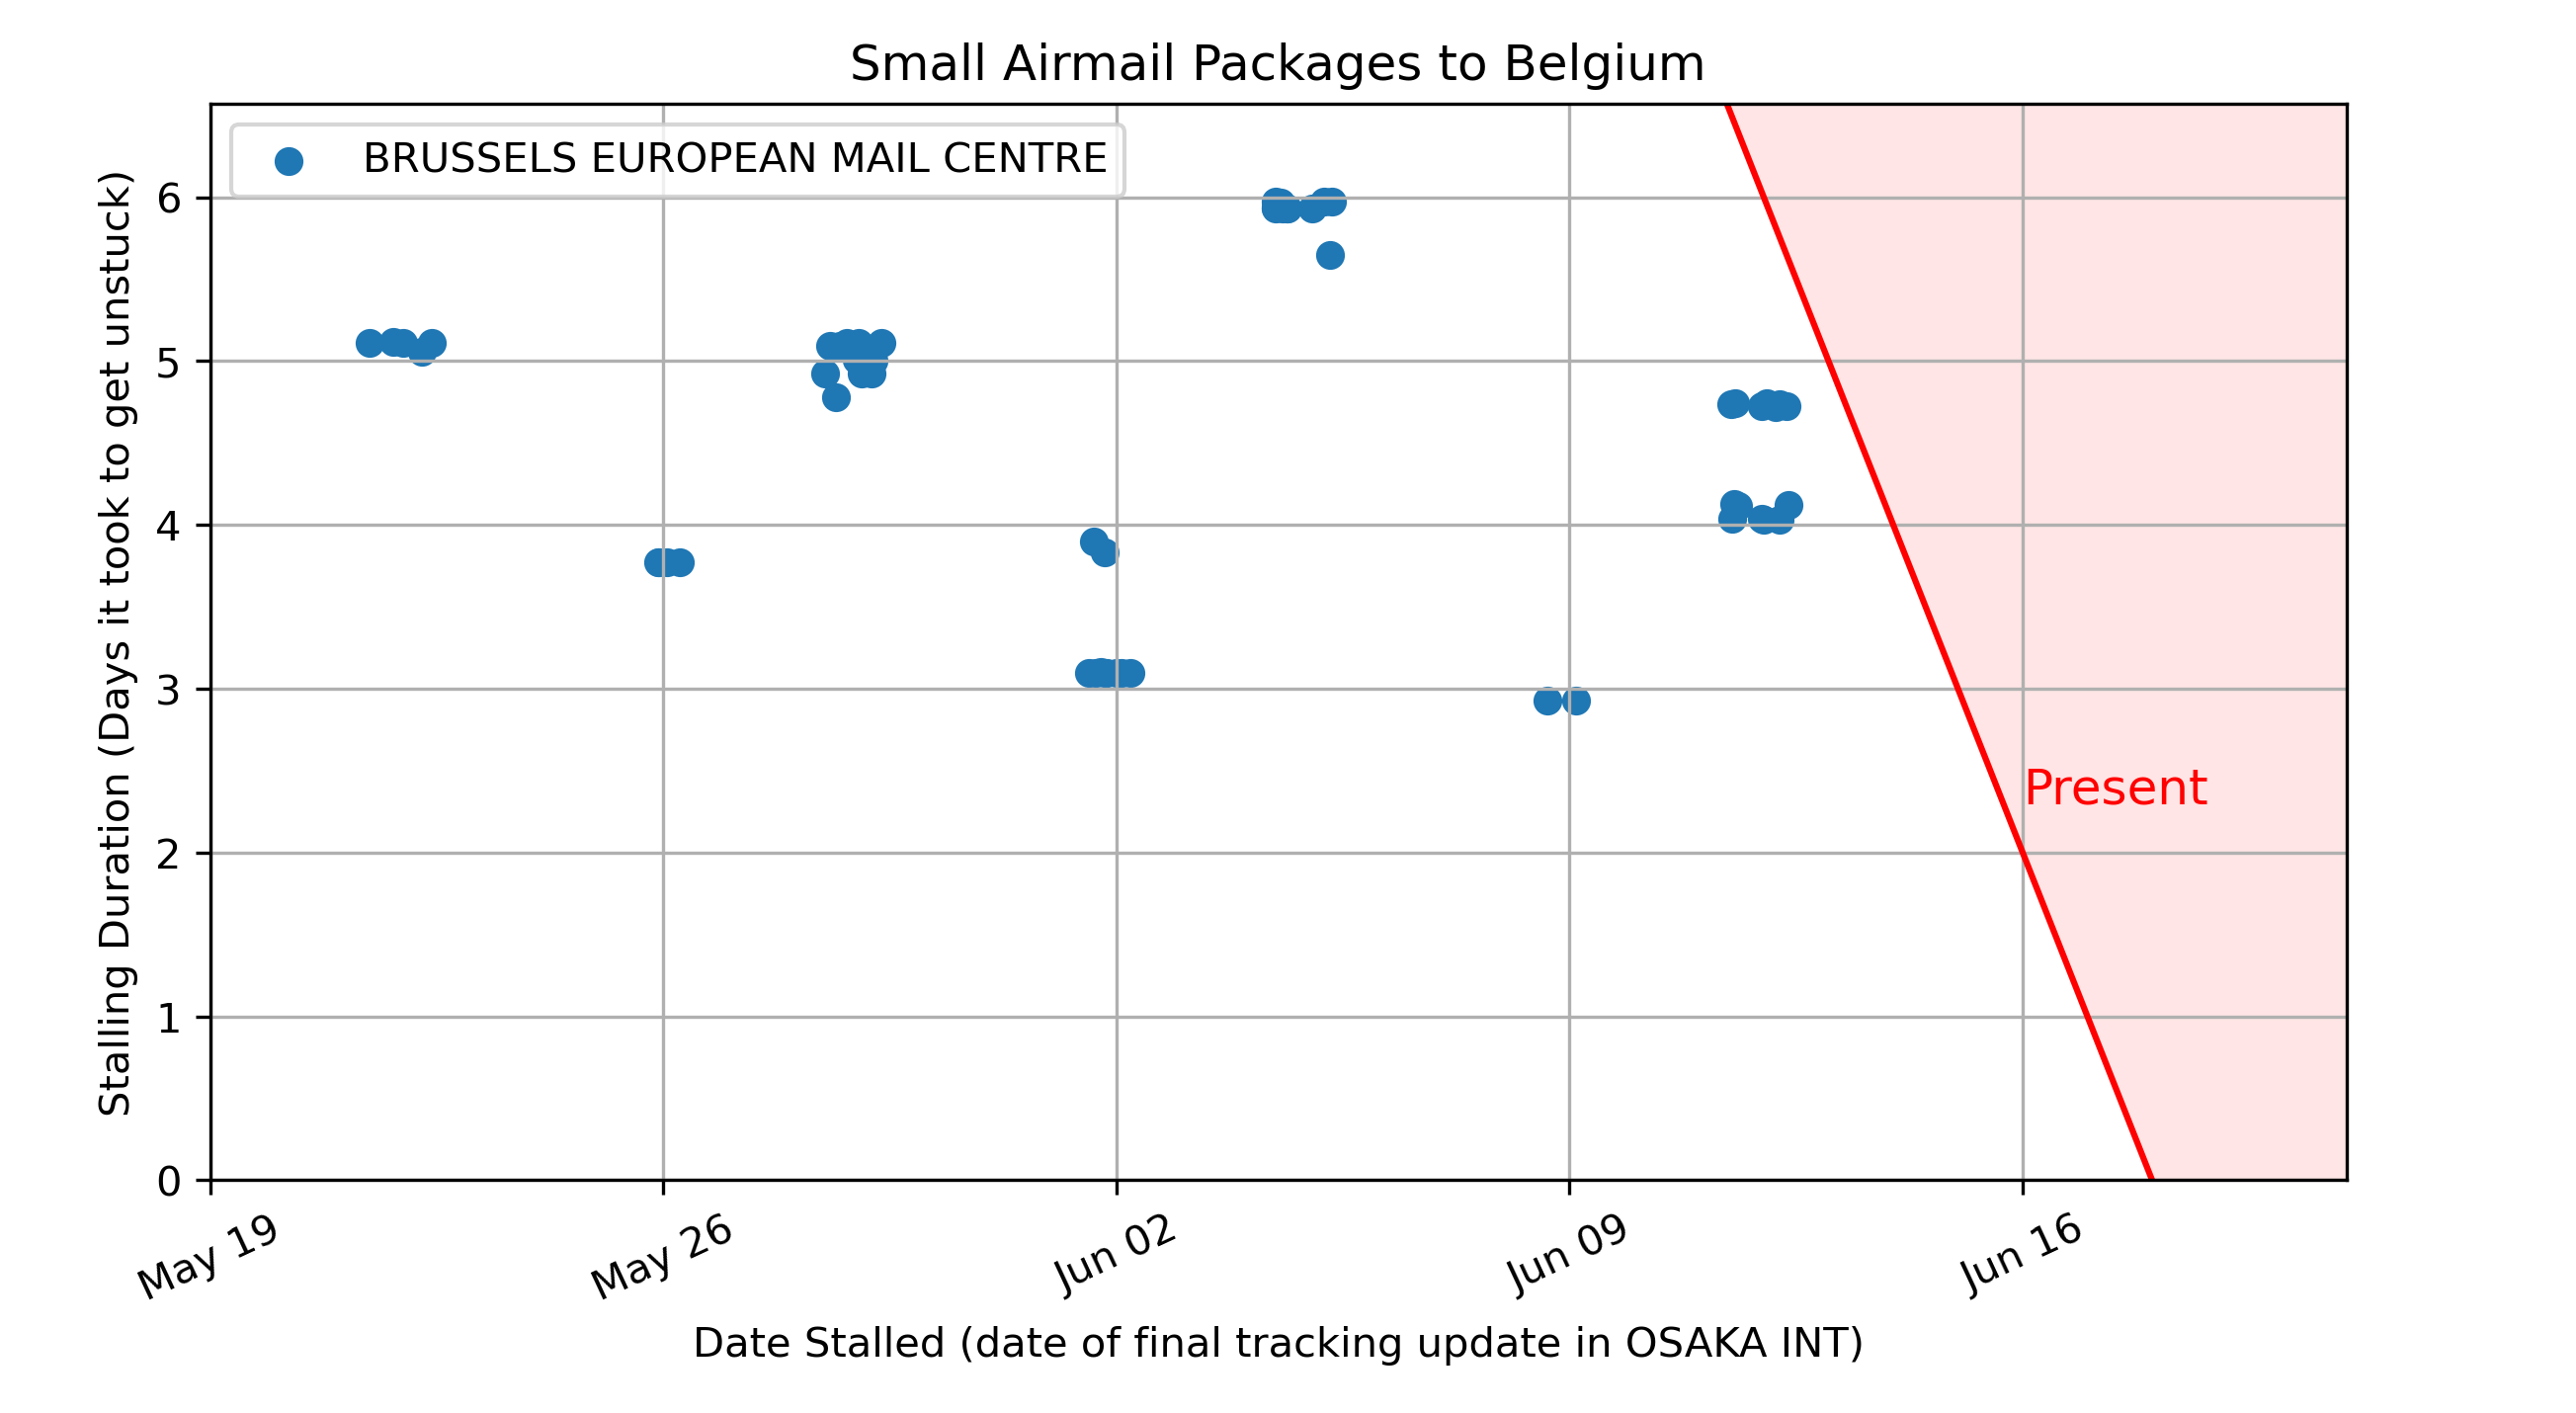 Small Airmail Packages to Belgium
BRUSSELS EUROPEAN MAIL CENTRE
Stalling Duration (Days it took to get unstuck)
6
5
4
3
2
1
0
Present
May 19
May 26
Jun 02
Jun 09
Jun 16
Date Stalled (date of final tracking update in OSAKA INT)